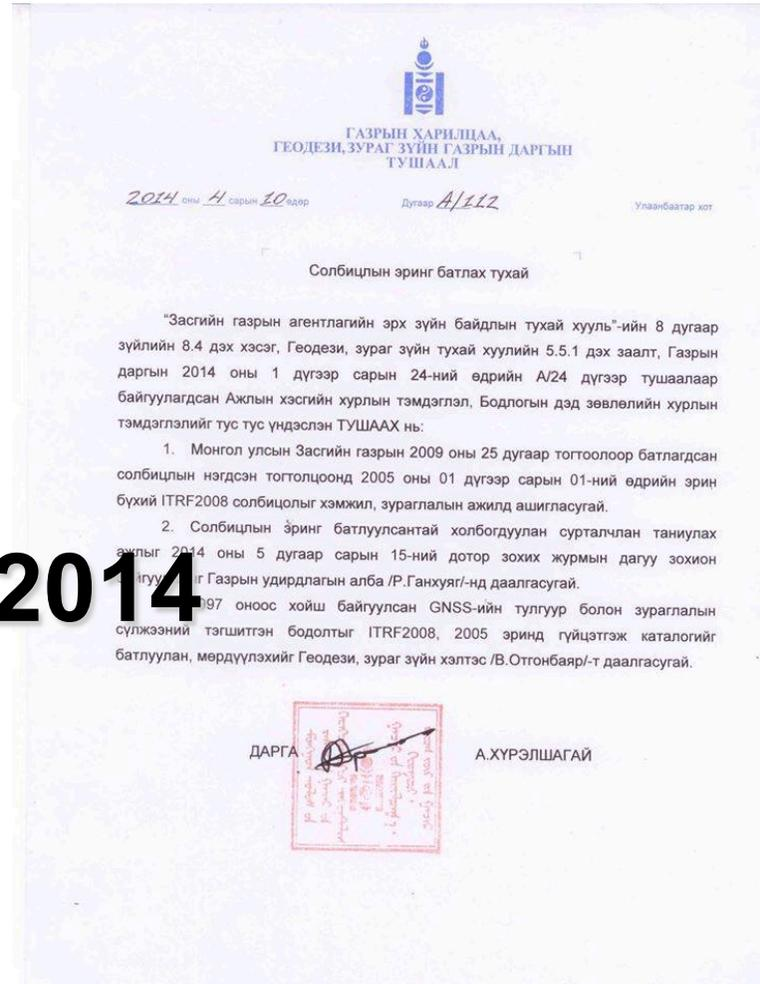 ГАЗРЫН ХАРИЛЦАА,
ГЕОДЕЗИ, ЗУРАГ ЗҮЙН ГАЗРЫН ДАРГЫН
ТУШААЛ
2014 оны 4 сарын 10 өдөр Дугаар А/112 Улаанбаатар хот
Солбицлын эринг батлах тухай
“Засгийн газрын агентлагийн эрх зүйн байдлын тухай хууль”-ийн 8 дугаар
зүйлийн 8.4 дэх хэсэг, Геодези, зураг зүйн тухай хуулийн 5.5.1 дэх заалт, Газрын
даргын 2014 оны 1 дүгээр сарын 24-ний өдрийн А/24 дүгээр тушаалаар
байгуулагдсан Ажлын хэсгийн хурлын тэмдэглэл, Бодлогын дэд зөвлөлийн хурлын
тэмдэглэлийг тус тус үндэслэн ТУШААХ нь:
1. Монгол улсын Засгийн газрын 2009 оны 25 дугаар тогтоолоор батлагдсан
солбицлын нэгдсэн тогтолцоонд 2005 оны 01 дүгээр сарын 01-ний өдрийн эрин
бүхий ITRF2008 солбицолыг хэмжил, зураглалын ажилд ашигласугай.
2. Солбицлын эринг батлуулсантай холбогдуулан сурталчлан таниулах
ажлыг 2014 оны 5 дугаар сарын 15-ний дотор зохих журмын дагуу зохион
Газрын удирдлагын алба /Р.Ганхуяг/-нд даалгасугай.
2014
097 оноос хойш байгуулсан GNSS-ийн тулгуур болон зураглалын
сүлжээний тэгшитгэн бодолтыг ITRF2008, 2005 эринд гүйцэтгэж каталогийг
батлуулан, мөрдүүлэхийг Геодези, зураг зүйн хэлтэс /В.Отгонбаяр/-т даалгасугай.
ДАРГА А.ХҮРЭЛШАГАЙ